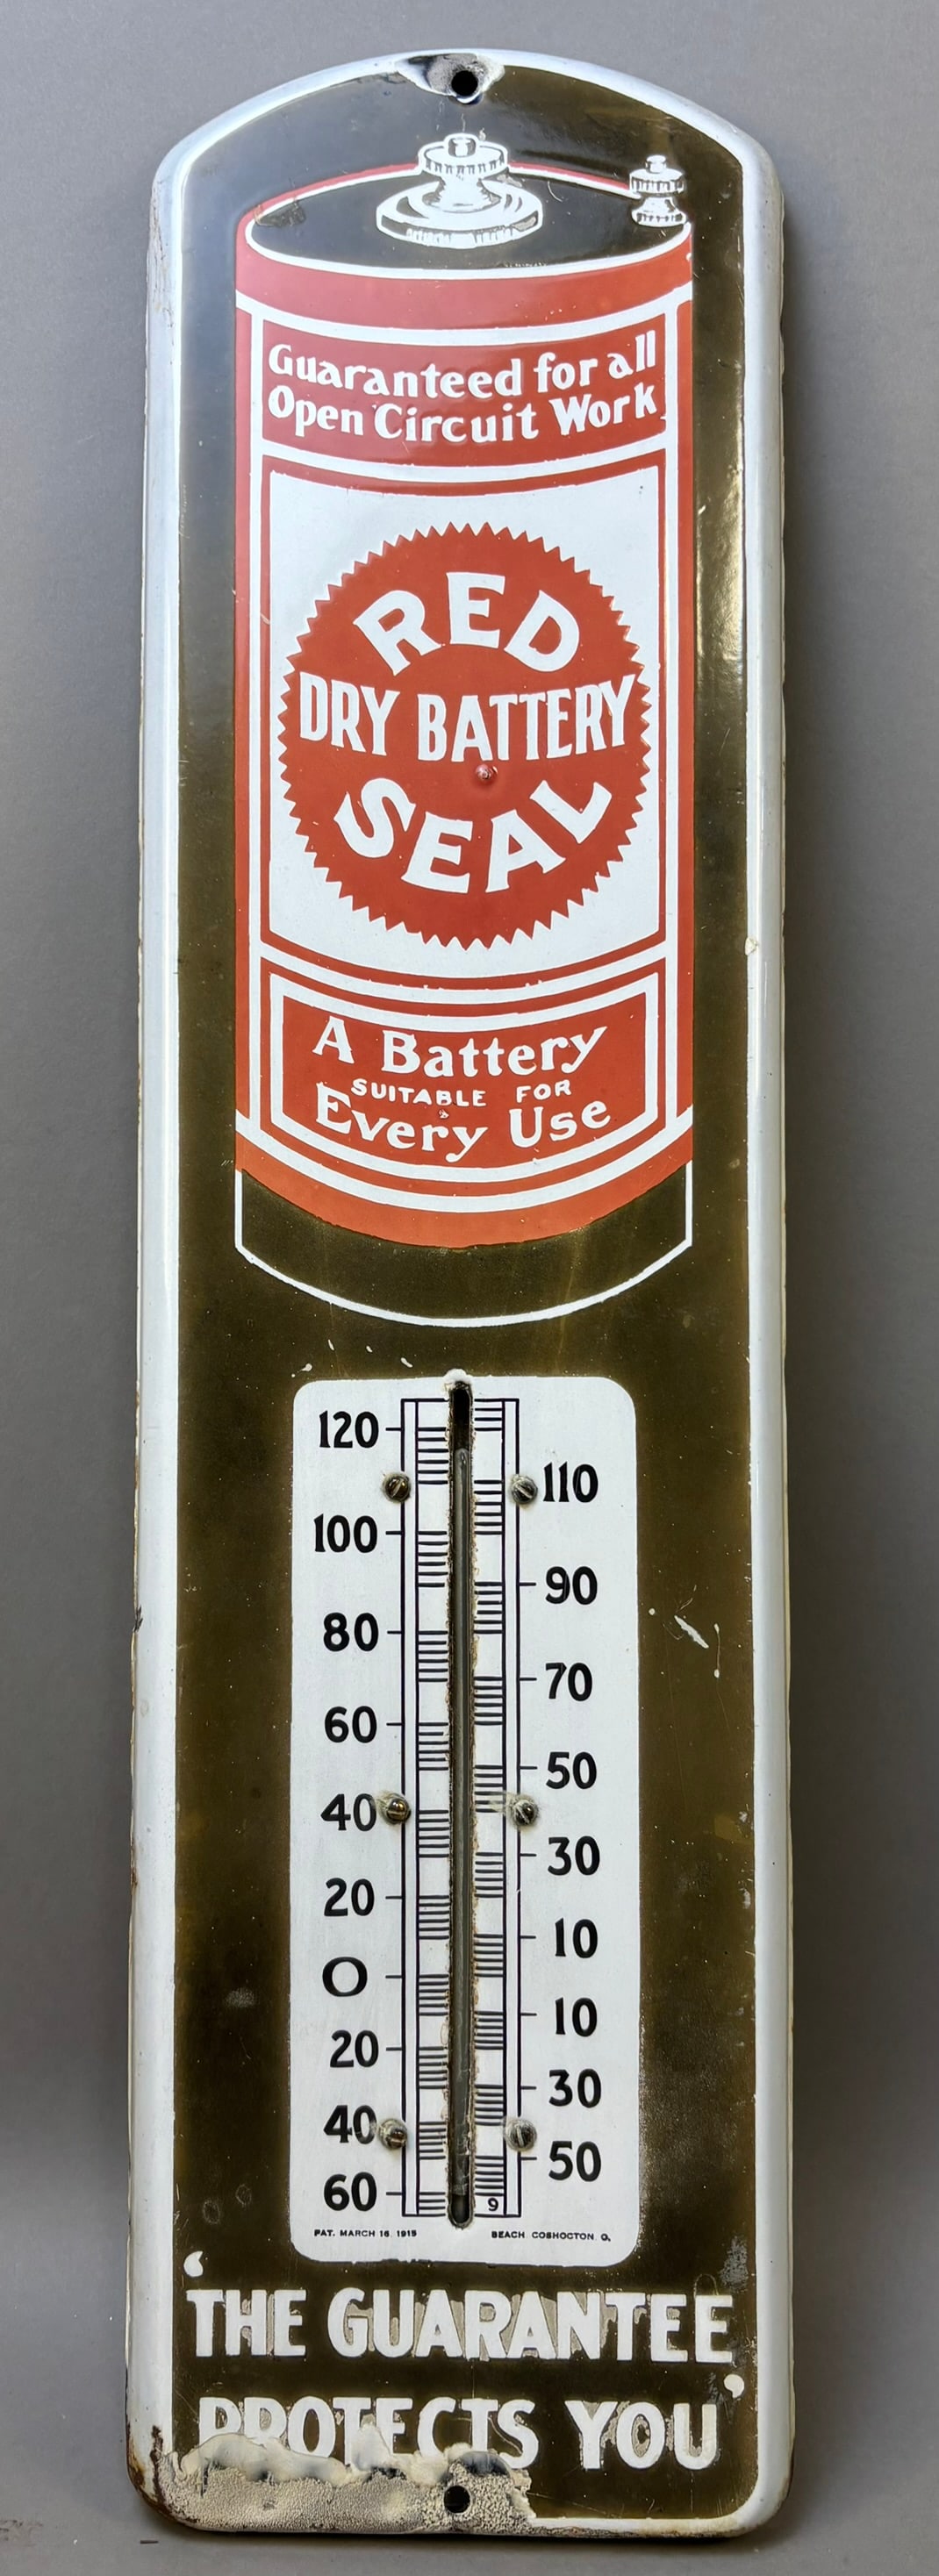 Guaranteed for all
Open Circuit Work
RED
DRY BATTERY
SEAL
A Battery
SUITABLE FOR
Every Use
120
110
100
90
80
70
60
50
40
30
20
10
0
10
20
30
40
50
60
9
PAT. MARCH 16 1915 BEACH COSHOCTON O.
'THE GUARANTEE
PROTECTS YOU'